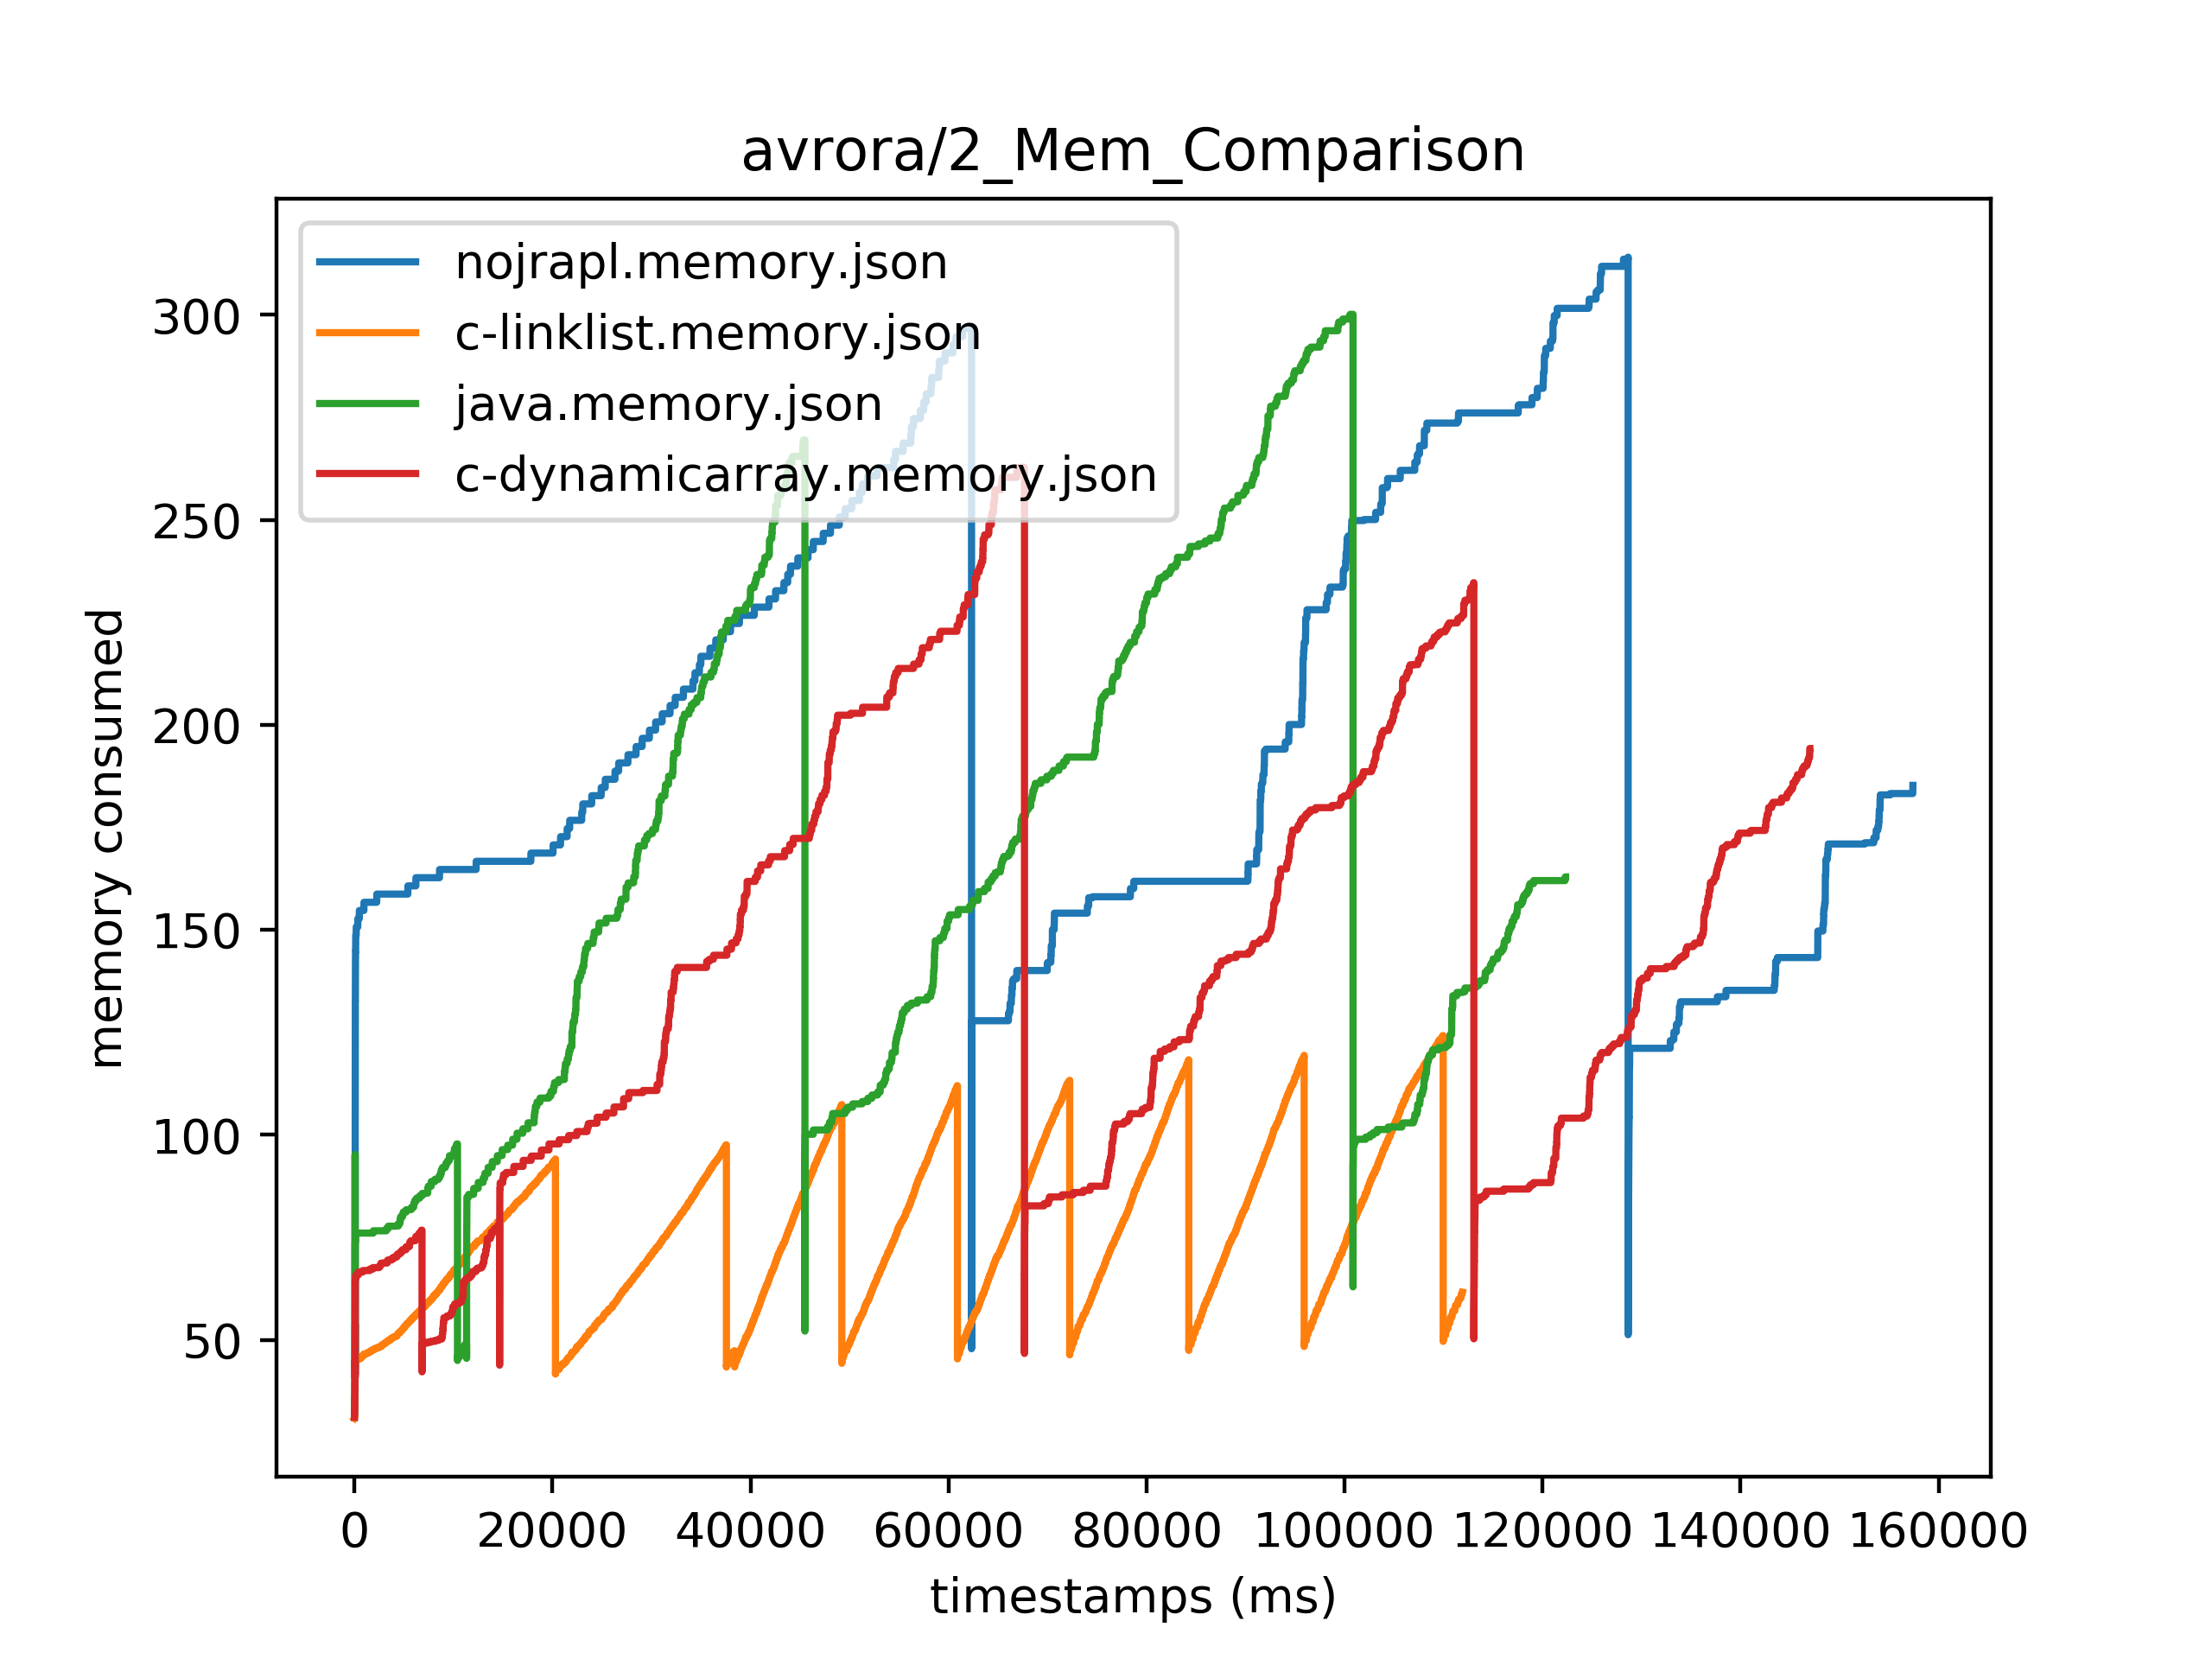 avrora/2_Mem_Comparison
nojrapl.memory.json
c-linklist.memory.json
java.memory.json
c-dynamicarray.memory.json
memory consumed
300
250
200
150
100
50
0 20000 40000 60000 80000 100000 120000 140000 160000
timestamps (ms)